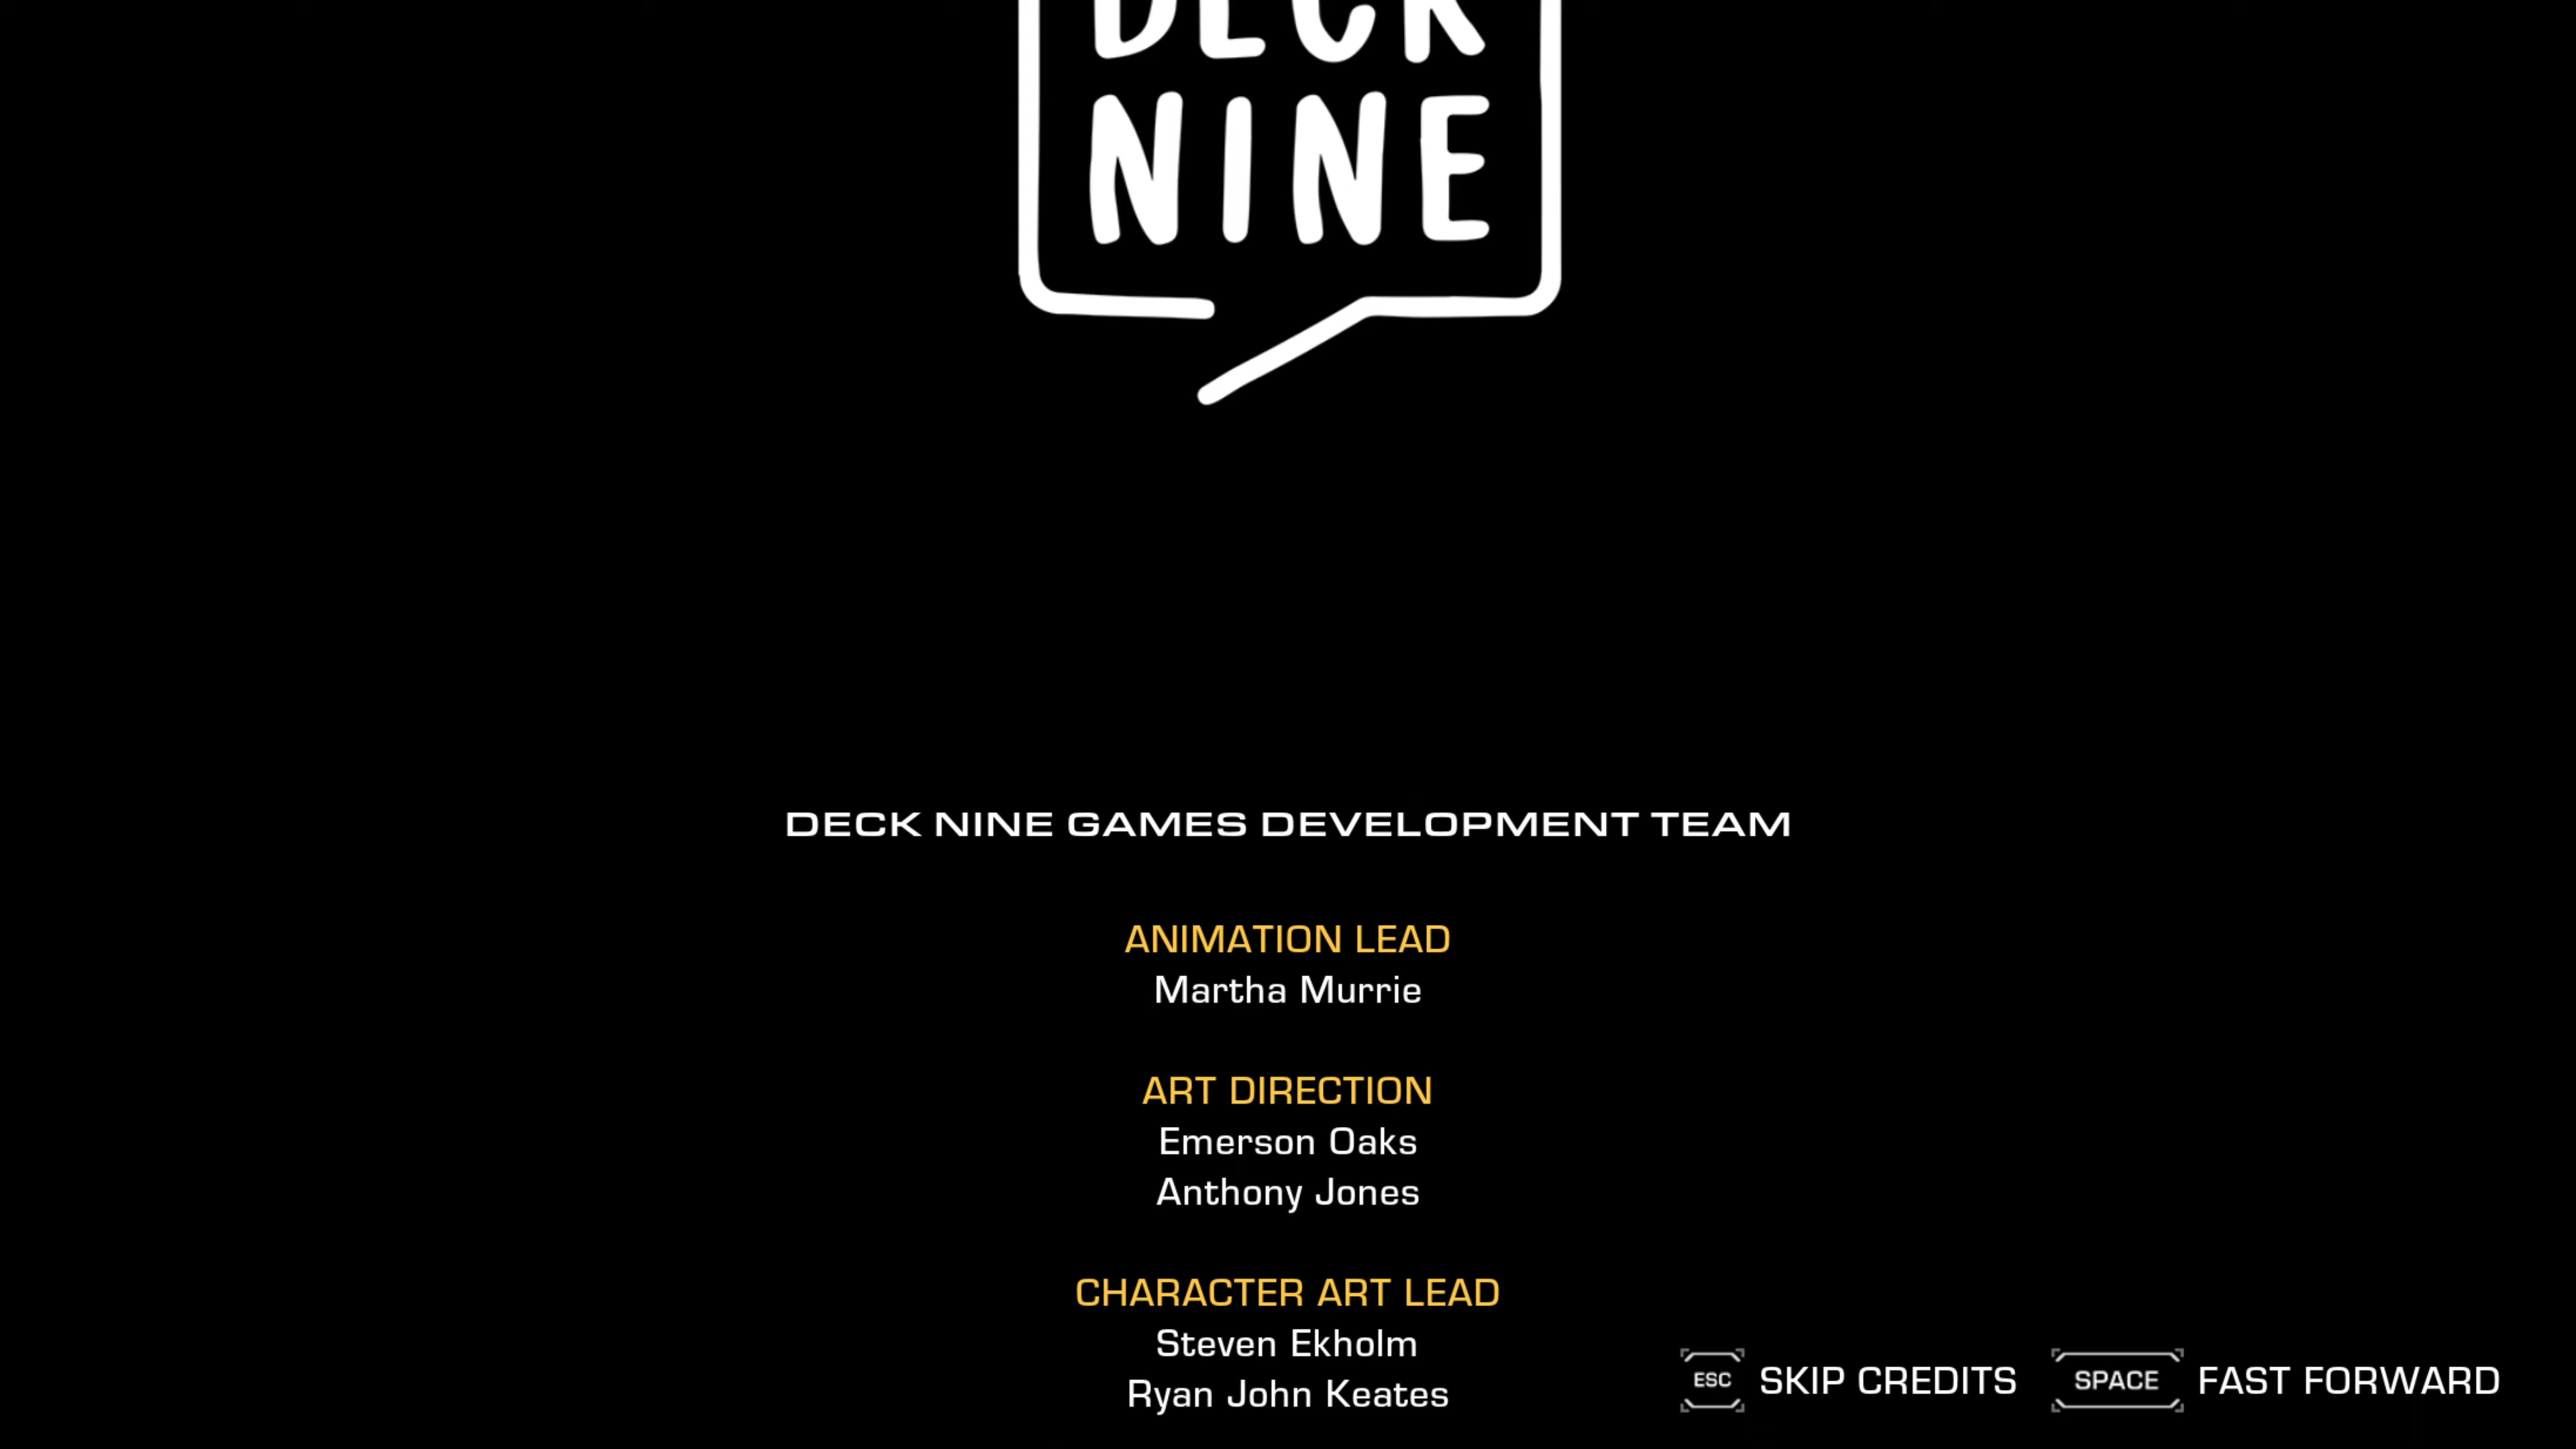 DECK
NINE
DECK NINE GAMES DEVELOPMENT TEAM
ANIMATION LEAD
Martha Murrie
ART DIRECTION
Emerson Oaks
Anthony Jones
CHARACTER ART LEAD
Steven Ekholm
Ryan John Keates
ESC SKIP CREDITS SPACE FAST FORWARD